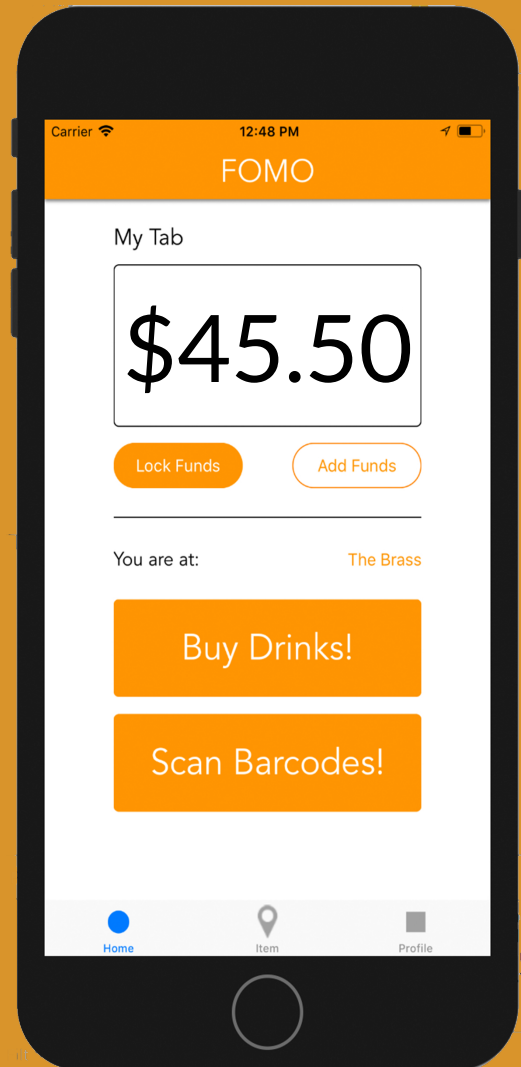 Carrier 12:48 PM
FOMO
My Tab
$45.50
Lock Funds Add Funds
You are at: The Brass
Buy Drinks!
Scan Barcodes!
Home Item Profile